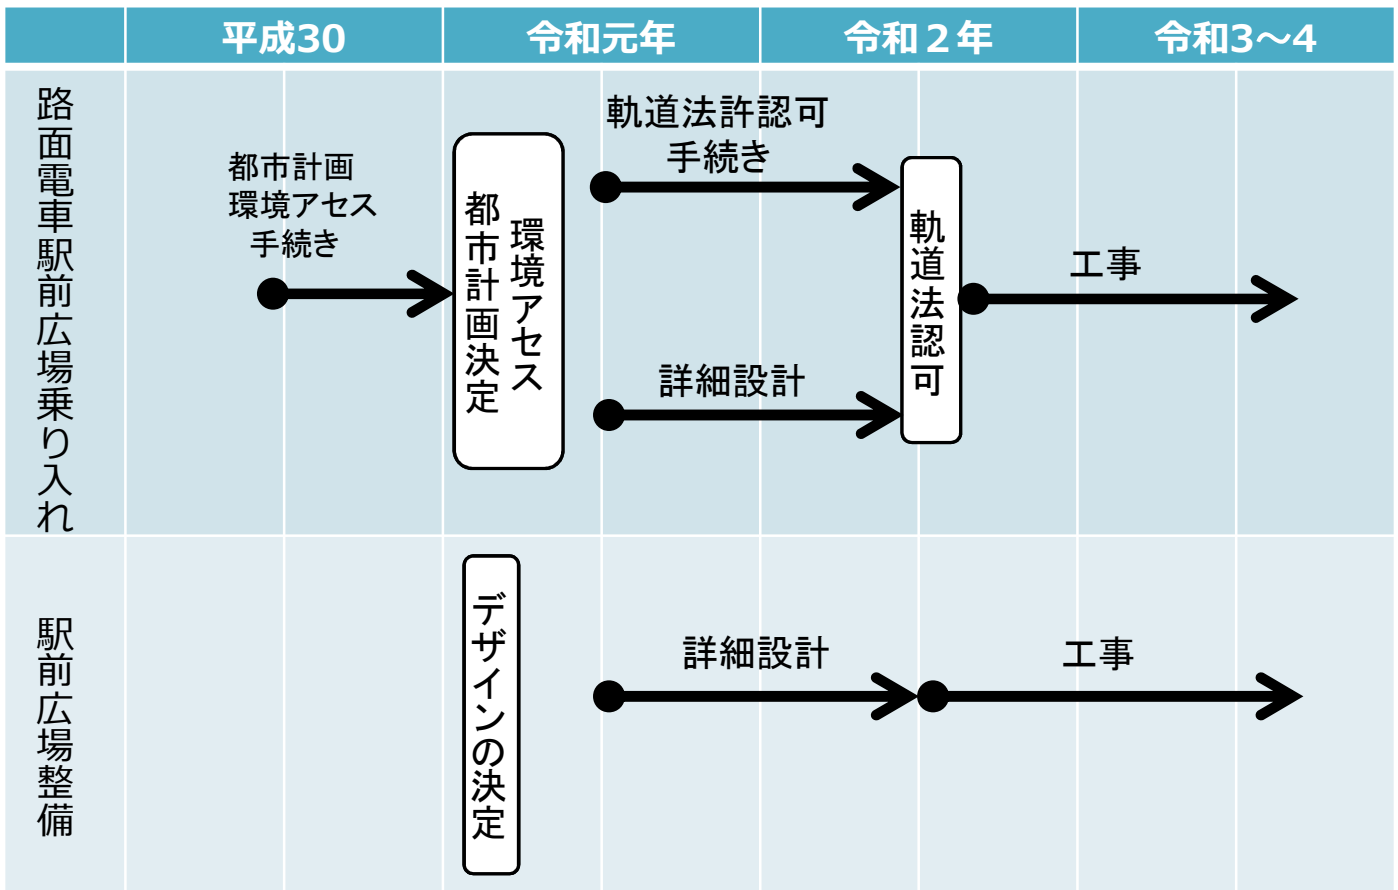 平成30
令和元年
令和２年
令和3～4
路面電車駅前広場乗り入れ
都市計画
環境アセス
手続き
環境アセス
都市計画決定
軌道法許認可
手続き
詳細設計
軌道法認可
工事
駅前広場整備
デザインの決定
詳細設計
工事